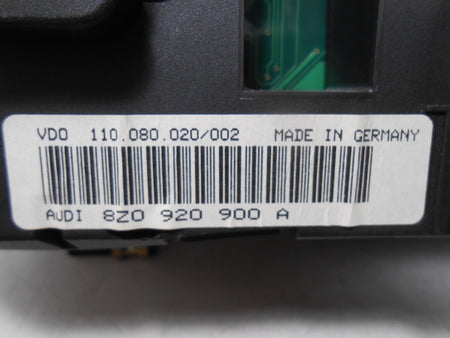 VDO 110.080.020/002 MADE IN GERMANY
AUDI 8Z0 920 900 A